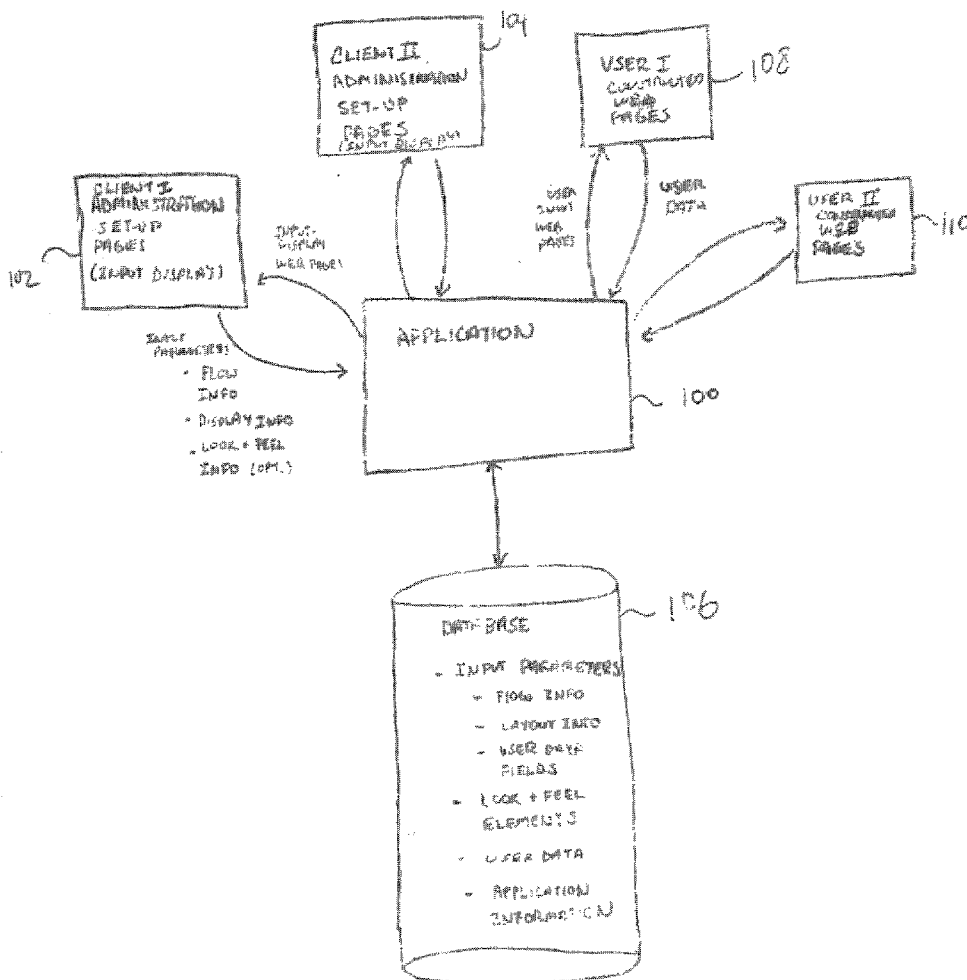 104
CLIENT II
ADMINISTRATION
SET-UP
PAGES
(INPUT DISPLAY)
USER I
CONSTRUCTED
WEB
PAGES
108
CLIENT I
ADMINISTRATION
SET-UP
PAGES
(INPUT DISPLAY)
102
INPUT-
DISPLAY
WEB PAGES
USER
INPUT
WEB
PAGES
USER
DATA
USER II
CONSTRUCTED
WEB
PAGES
110
INPUT
PARAMETERS
- FLOW
INFO
- DISPLAY INFO
- LOOK + FEEL
INFO (OPT.)
APPLICATION
100
106
DATABASE
- INPUT PARAMETERS
- FLOW INFO
- LAYOUT INFO
- USER DATA
FIELDS
- LOOK + FEEL
ELEMENTS
- USER DATA
- APPLICATION
INFORMATION